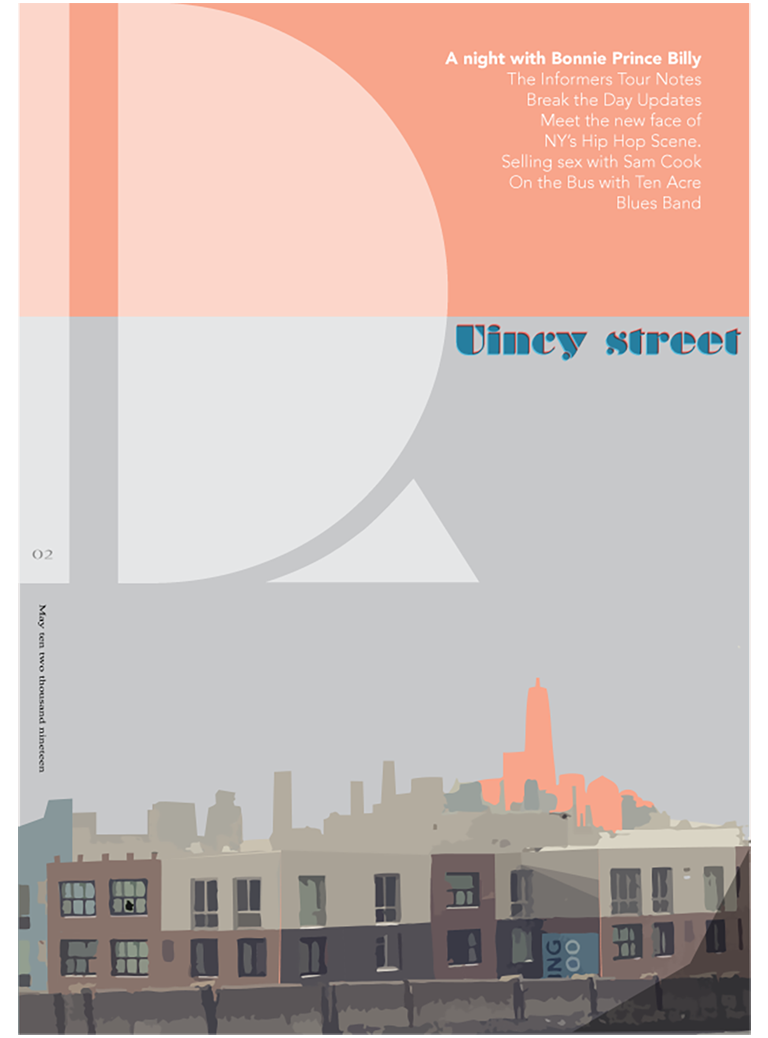 A night with Bonnie Prince Billy
The Informers Tour Notes
Break the Day Updates
Meet the new face of
NY's Hip Hop Scene.
Selling sex with Sam Cook
On the Bus with Ten Acre
Blues Band
Q
Uincy street
02
May ten two thousand nineteen
ING
OO